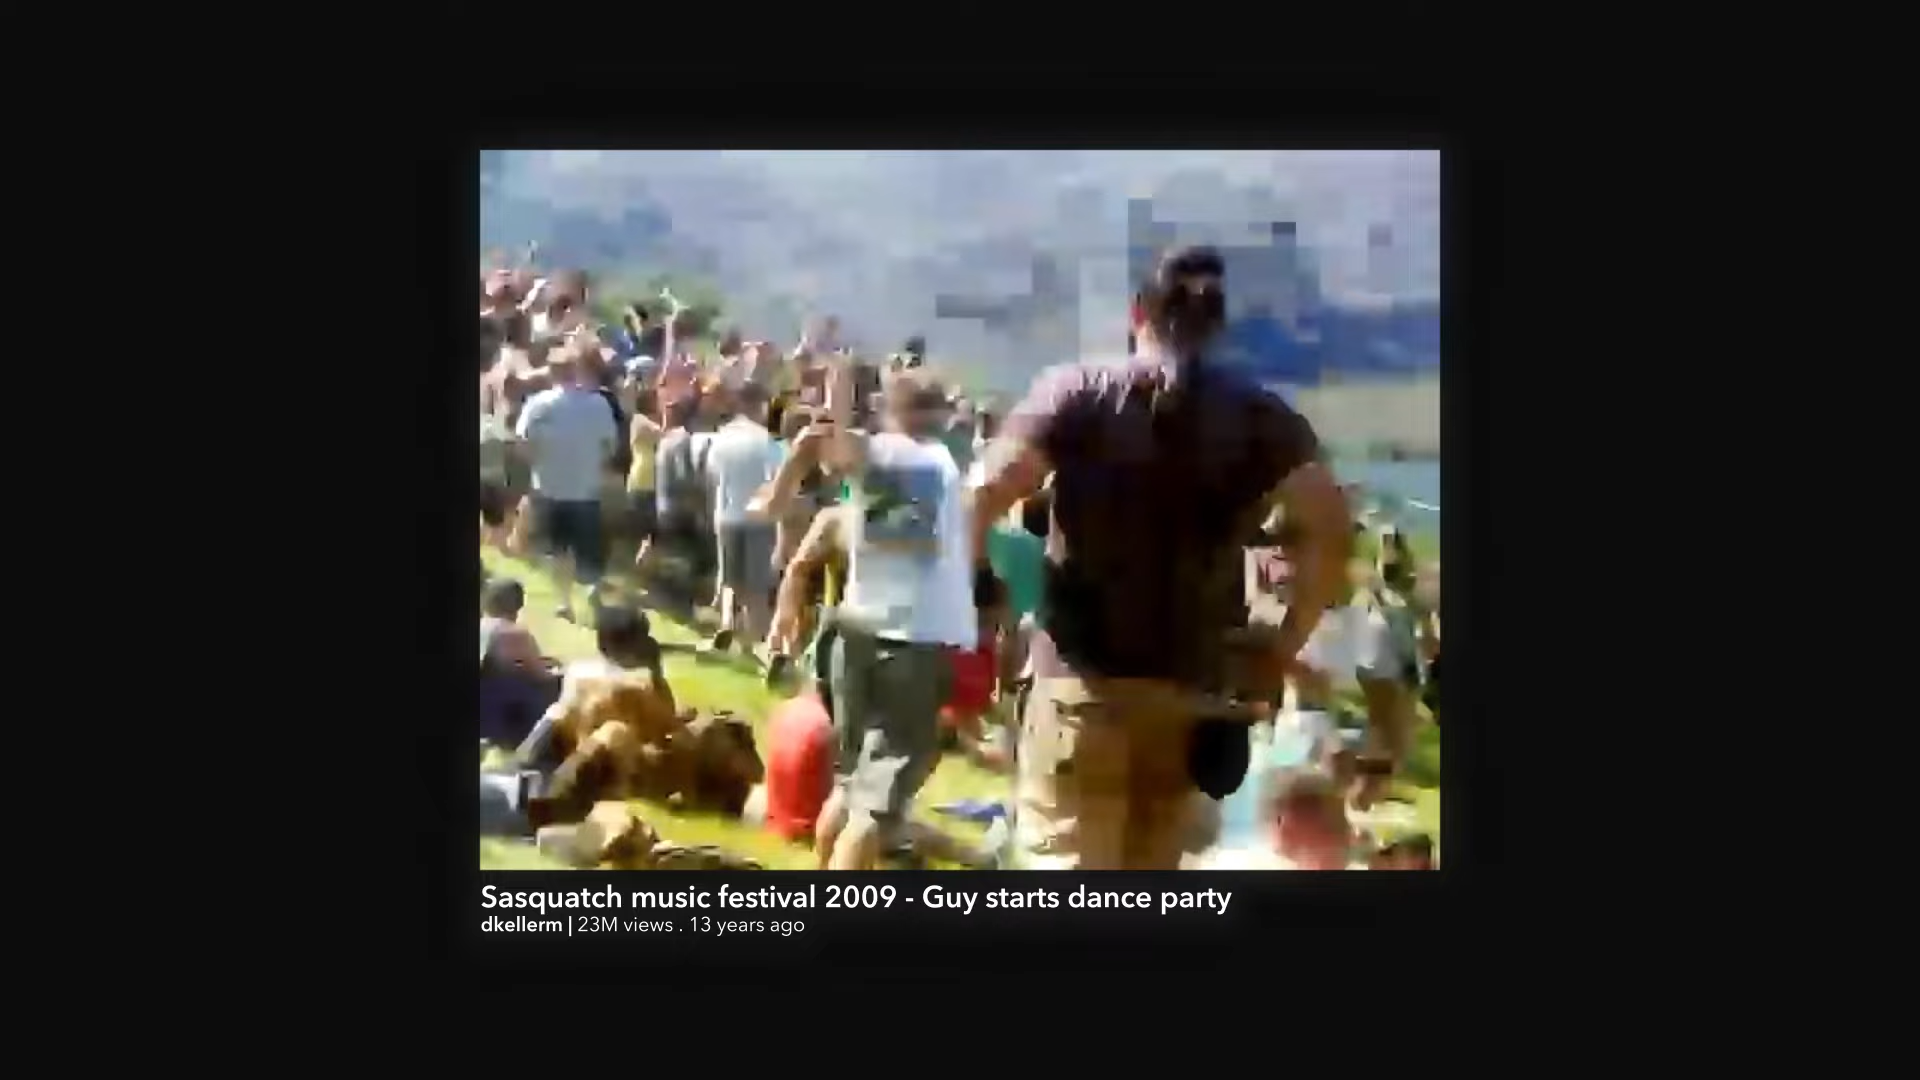 Sasquatch music festival 2009 - Guy starts dance party
dkellerm | 23M views . 13 years ago